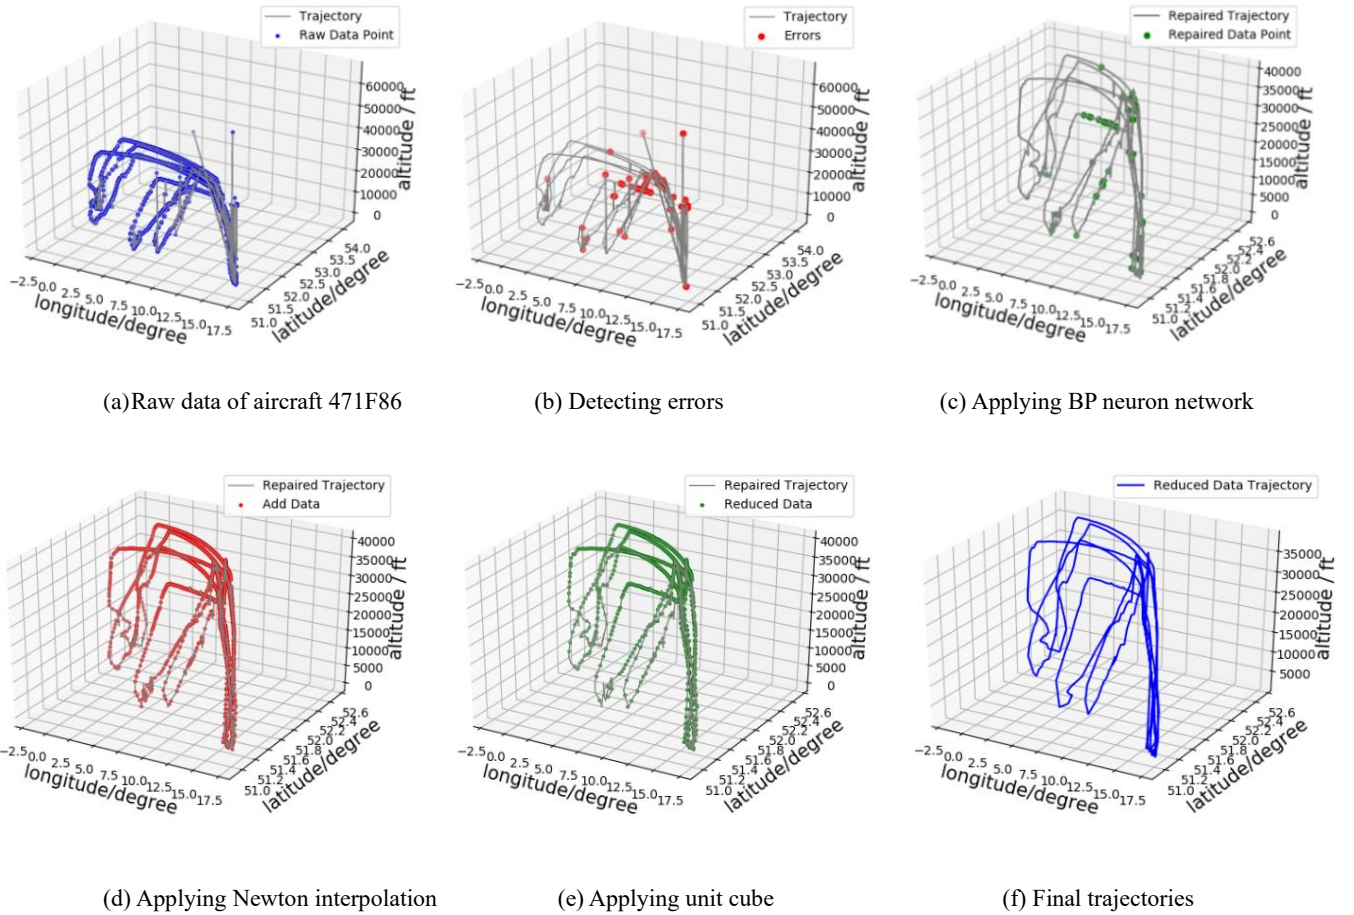 Trajectory
Raw Data Point
60000
50000
40000
30000
20000
10000
0
altitude / ft
54.0
53.5
53.0
52.5
52.0
51.5
51.0
latitude/degree
−2.5 0.0 2.5 5.0 7.5 10.0 12.5 15.0 17.5
longitude/degree
(a)Raw data of aircraft 471F86
Trajectory
Errors
60000
50000
40000
30000
20000
10000
0
altitude / ft
54.0
53.5
53.0
52.5
52.0
51.5
51.0
latitude/degree
−2.5 0.0 2.5 5.0 7.5 10.0 12.5 15.0 17.5
longitude/degree
(b) Detecting errors
Repaired Trajectory
Repaired Data Point
40000
35000
30000
25000
20000
15000
10000
5000
0
altitude / ft
52.6
52.4
52.2
52.0
51.8
51.6
51.4
51.2
51.0
latitude/degree
−2.5 0.0 2.5 5.0 7.5 10.0 12.5 15.0 17.5
longitude/degree
(c) Applying BP neuron network
Repaired Trajectory
Add Data
40000
35000
30000
25000
20000
15000
10000
5000
0
altitude / ft
52.6
52.4
52.2
52.0
51.8
51.6
51.4
51.2
51.0
latitude/degree
−2.5 0.0 2.5 5.0 7.5 10.0 12.5 15.0 17.5
longitude/degree
(d) Applying Newton interpolation
Repaired Trajectory
Reduced Data
40000
35000
30000
25000
20000
15000
10000
5000
0
altitude / ft
52.6
52.4
52.2
52.0
51.8
51.6
51.4
51.2
51.0
latitude/degree
−2.5 0.0 2.5 5.0 7.5 10.0 12.5 15.0 17.5
longitude/degree
(e) Applying unit cube
Reduced Data Trajectory
35000
30000
25000
20000
15000
10000
5000
altitude / ft
52.6
52.4
52.2
52.0
51.8
51.6
51.4
51.2
51.0
latitude/degree
−2.5 0.0 2.5 5.0 7.5 10.0 12.5 15.0 17.5
longitude/degree
(f) Final trajectories